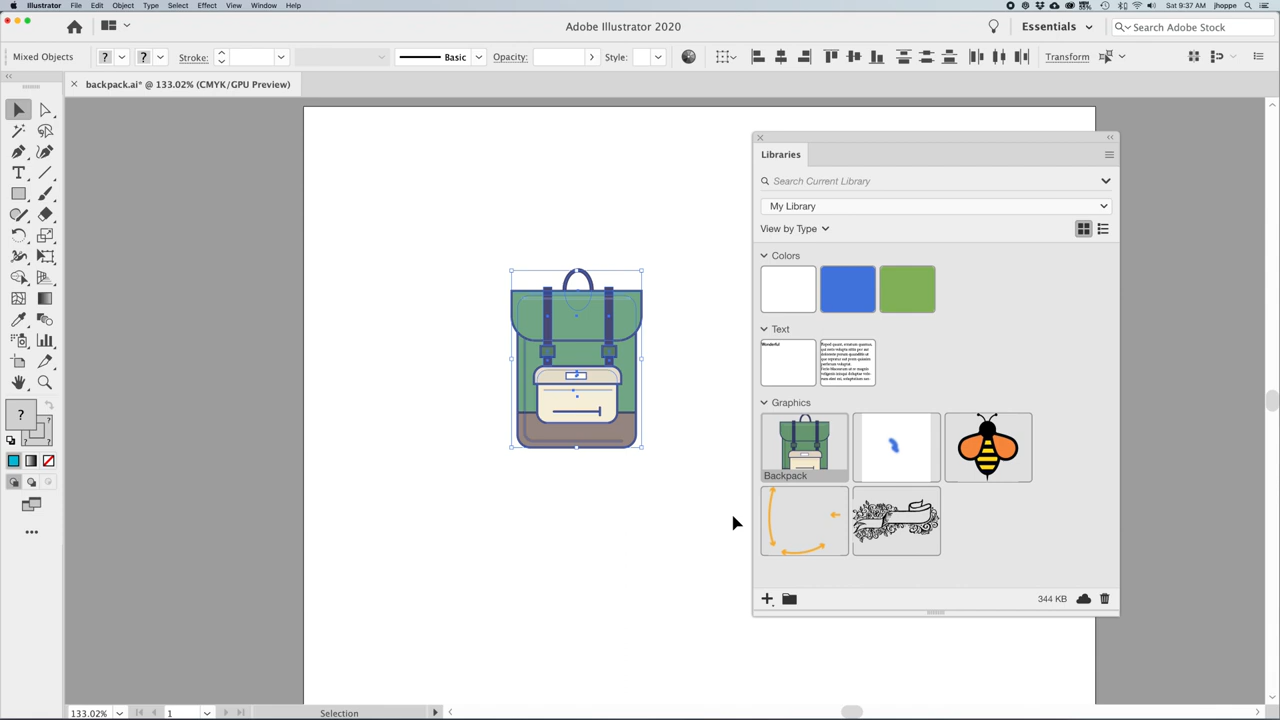 Illustrator File Edit Object Type Select Effect View Window Help
Sat 9:37 AM jhoppe
Adobe Illustrator 2020
Essentials
Search Adobe Stock
Mixed Objects
?
?
Stroke:
Basic
Opacity:
Style:
Transform
backpack.ai* @ 133.02% (CMYK/GPU Preview)
Libraries
Search Current Library
My Library
View by Type
Colors
Text
Wonderful
Graphics
Backpack
344 KB
?
133.02%
1
Selection